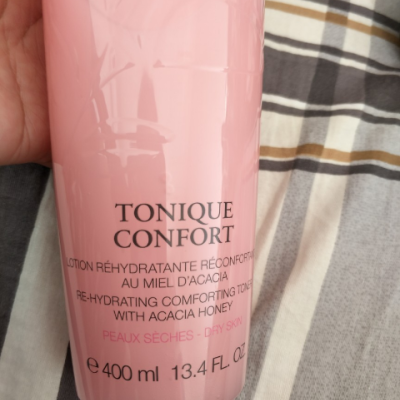 TONIQUE
CONFORT
LOTION RÉHYDRATANTE
AU MIEL D'ACACIA
RE-HYDRATING COMFORTING
WITH ACACIA HONEY
PEAUX SÈCHES - DRY SKIN
℮ 400 ml 13.4 FL. OZ.